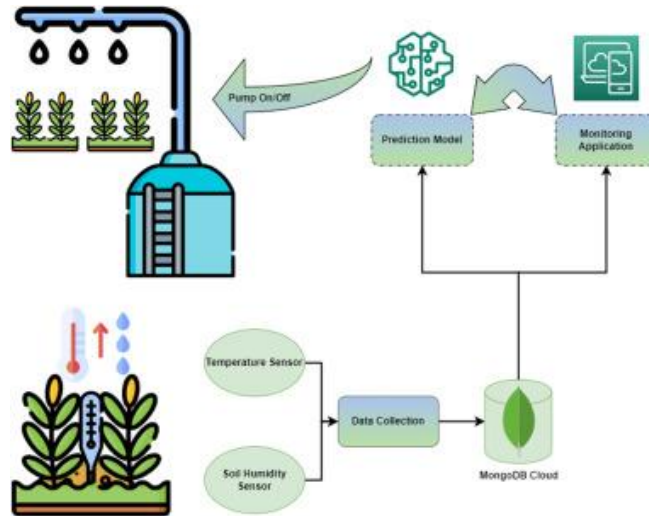 Pump On/Off
Prediction Model
Monitoring
Application
Temperature Sensor
Data Collection
Soil Humidity
Sensor
MongoDB Cloud